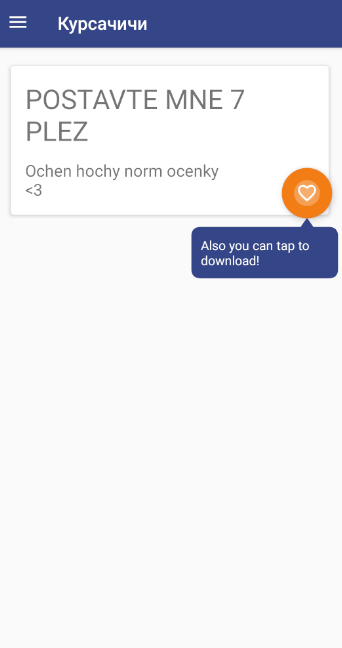 Курсачичи
POSTAVTE MNE 7
PLEZ
Ochen hochy norm ocenky
<3
Also you can tap to
download!